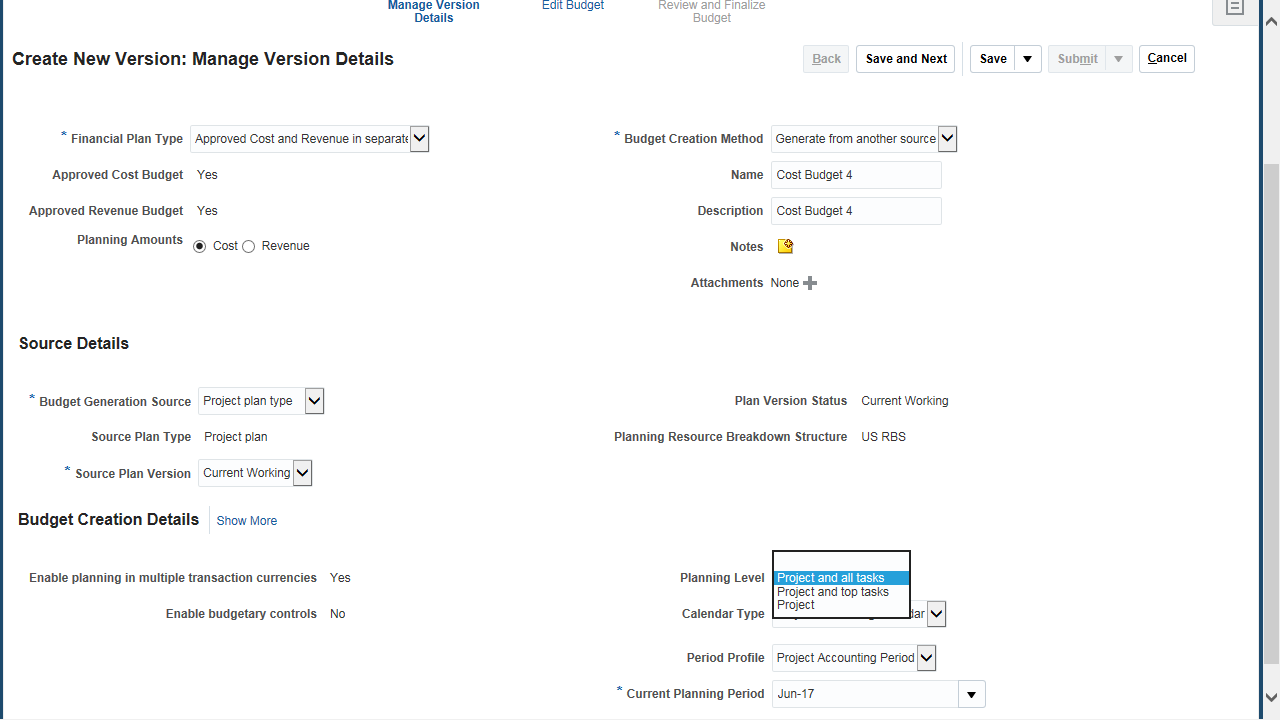 Manage Version
Details
Edit Budget
Review and Finalize
Budget
Create New Version: Manage Version Details
Back
Save and Next
Save
Submit
Cancel
* Financial Plan Type Approved Cost and Revenue in separate
Approved Cost Budget Yes
Approved Revenue Budget Yes
Planning Amounts Cost Revenue
* Budget Creation Method Generate from another source
Name Cost Budget 4
Description Cost Budget 4
Notes
Attachments None
Source Details
* Budget Generation Source Project plan type
Source Plan Type Project plan
* Source Plan Version Current Working
Plan Version Status Current Working
Planning Resource Breakdown Structure US RBS
Budget Creation Details Show More
Enable planning in multiple transaction currencies Yes
Enable budgetary controls No
Planning Level
Project and all tasks
Project and top tasks
Project
Calendar Type
Period Profile Project Accounting Period
* Current Planning Period Jun-17